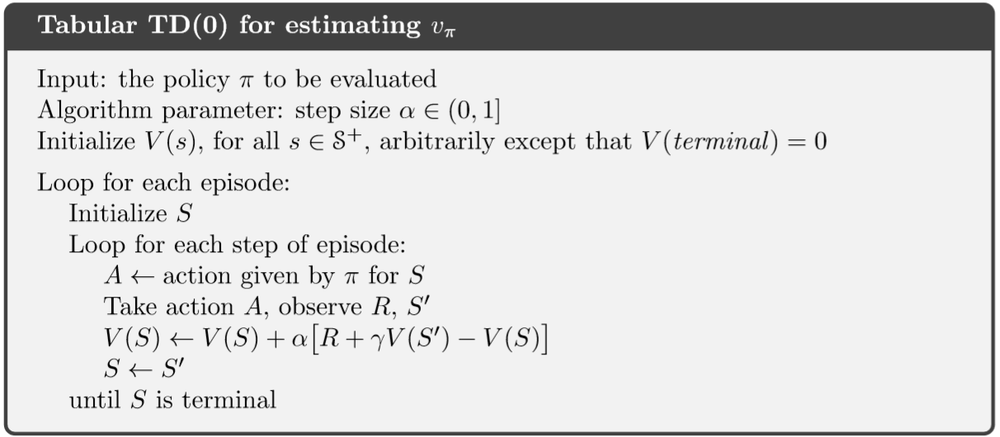 Tabular TD(0) for estimating $v_\pi$
Input: the policy $\pi$ to be evaluated
Algorithm parameter: step size $\alpha \in (0, 1]$
Initialize $V(s)$, for all $s \in \mathcal{S}^+$, arbitrarily except that $V(terminal) = 0$
Loop for each episode:
Initialize $S$
Loop for each step of episode:
$A \leftarrow$ action given by $\pi$ for $S$
Take action $A$, observe $R$, $S'$
$V(S) \leftarrow V(S) + \alpha[R + \gamma V(S') - V(S)]$
$S \leftarrow S'$
until $S$ is terminal